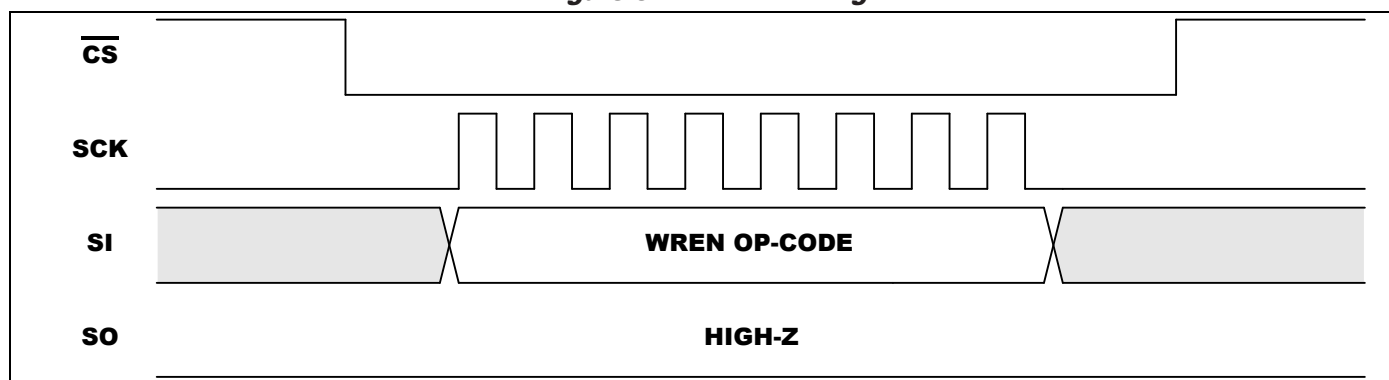 CS
SCK
SI
WREN OP-CODE
SO
HIGH-Z